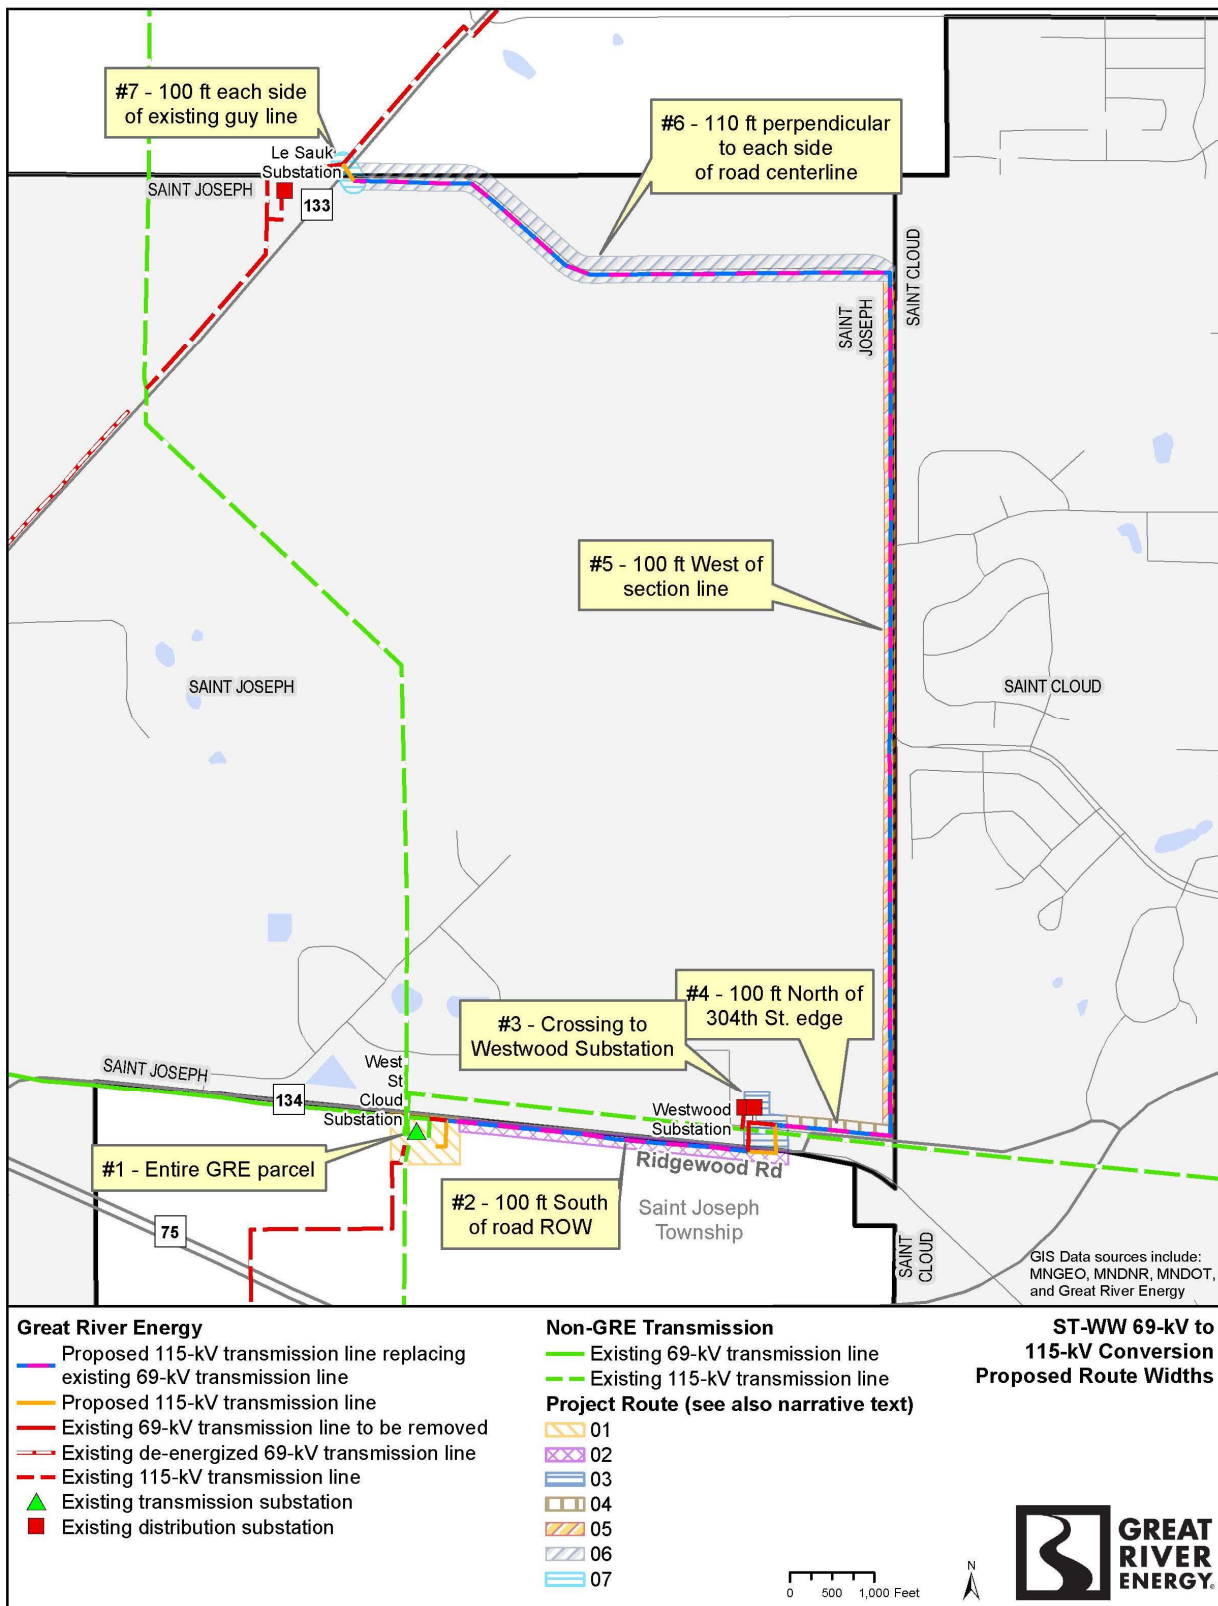 #7 - 100 ft each side
of existing guy line
#6 - 110 ft perpendicular
to each side
of road centerline
Le Sauk
Substation
SAINT JOSEPH
133
SAINT CLOUD
SAINT
JOSEPH
#5 - 100 ft West of
section line
SAINT JOSEPH
SAINT CLOUD
#4 - 100 ft North of
304th St. edge
#3 - Crossing to
Westwood Substation
SAINT JOSEPH
134
West
St
Cloud
Substation
Westwood
Substation
#1 - Entire GRE parcel
Ridgewood Rd
#2 - 100 ft South
of road ROW
Saint Joseph
Township
75
SAINT
CLOUD
GIS Data sources include:
MNGEO, MNDNR, MNDOT,
and Great River Energy
Great River Energy
Proposed 115-kV transmission line replacing
existing 69-kV transmission line
Proposed 115-kV transmission line
Existing 69-kV transmission line to be removed
Existing de-energized 69-kV transmission line
Existing 115-kV transmission line
Existing transmission substation
Existing distribution substation
Non-GRE Transmission
Existing 69-kV transmission line
Existing 115-kV transmission line
Project Route (see also narrative text)
01
02
03
04
05
06
07
ST-WW 69-kV to
115-kV Conversion
Proposed Route Widths
0 500 1,000 Feet
N
GREAT
RIVER
ENERGY®